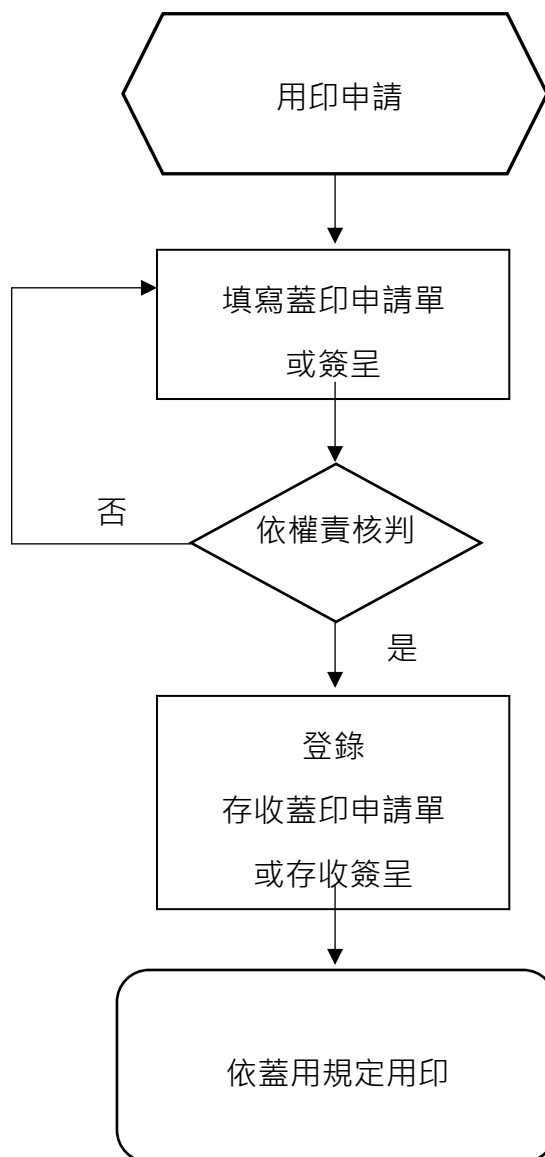 用印申請
填寫蓋印申請單
或簽呈
否
依權責核判
是
登錄
存收蓋印申請單
或存收簽呈
依蓋用規定用印